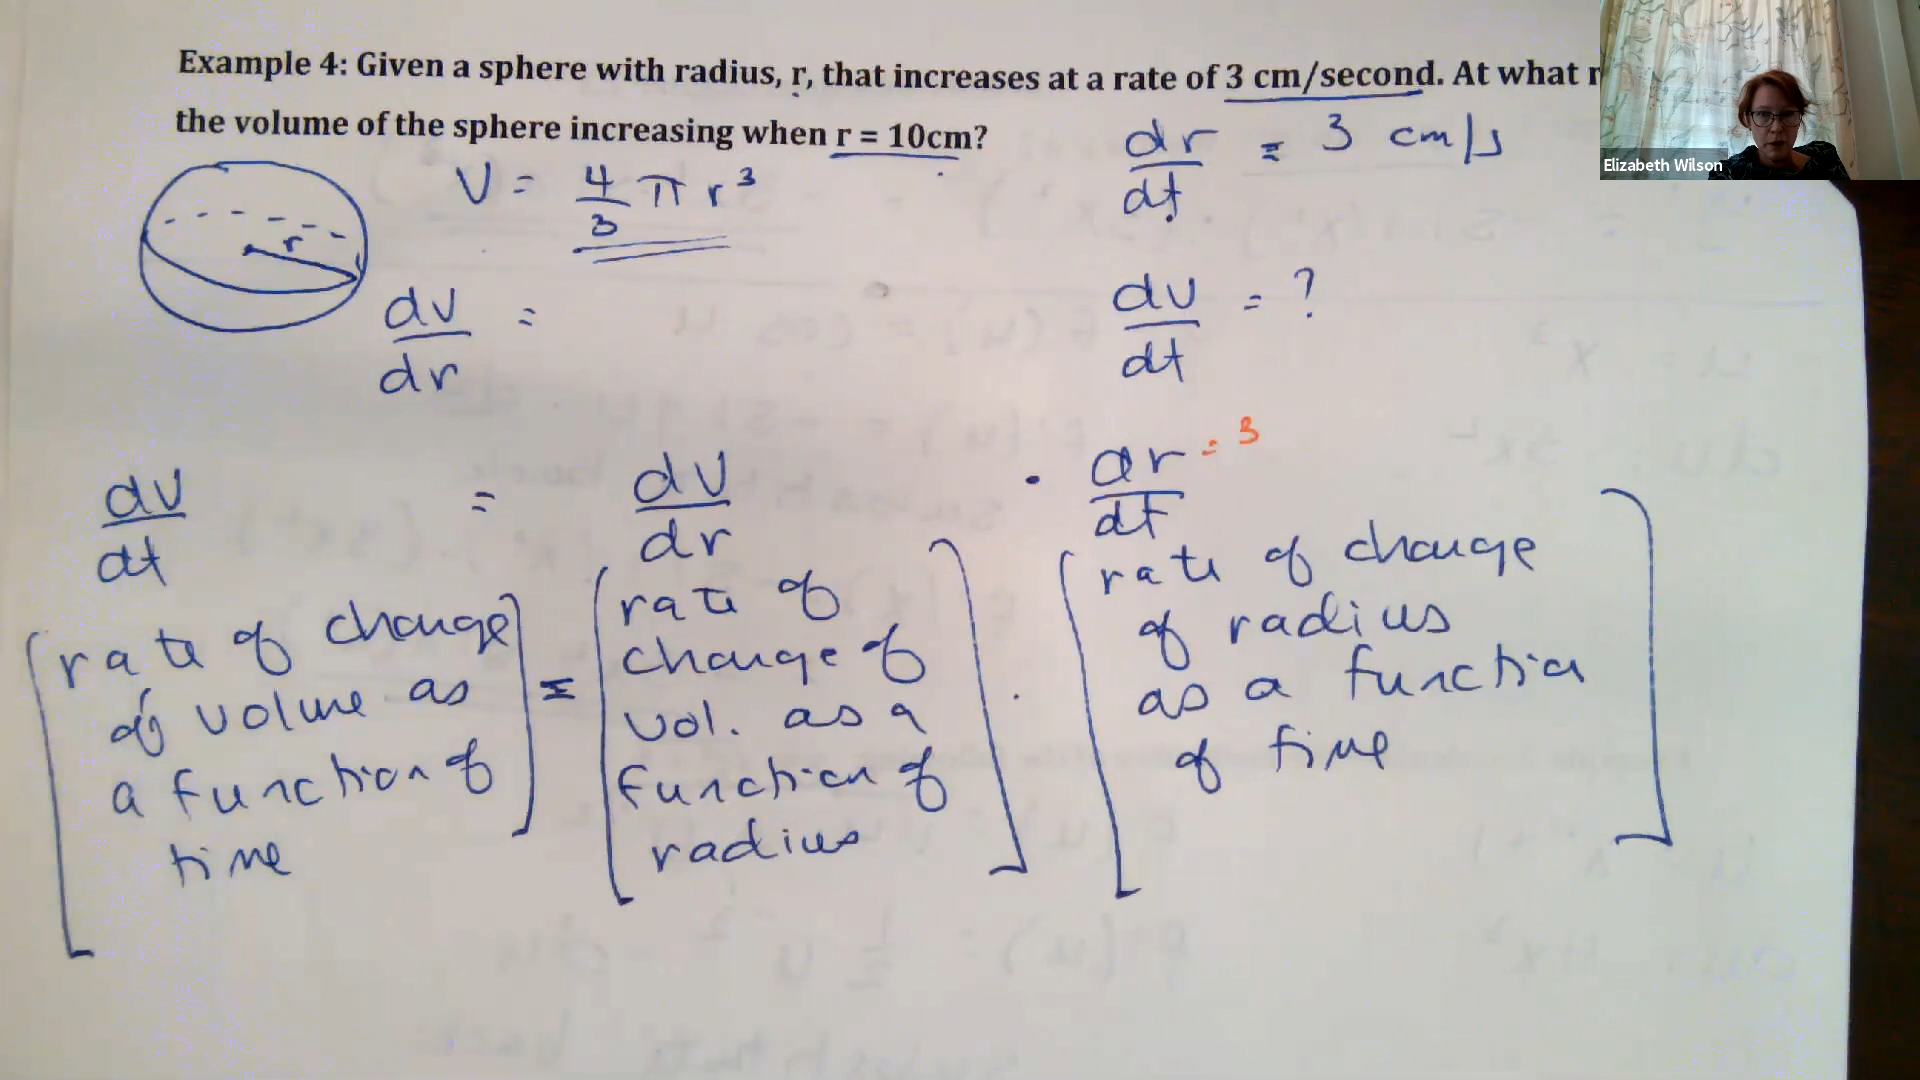 Example 4: Given a sphere with radius, r, that increases at a rate of 3 cm/second. At what
the volume of the sphere increasing when r = 10cm?
Elizabeth Wilson
V = 4/3 π r³
dr/dt = 3 cm/s
r
dV/dr =
dV/dt = ?
dV/dt = dV/dr · dr/dt = 3
[rate of change
of volume as
a function of
time]
=
[rate of
change of
vol. as a
function of
radius]
·
[rate of change
of radius
as a function
of time]